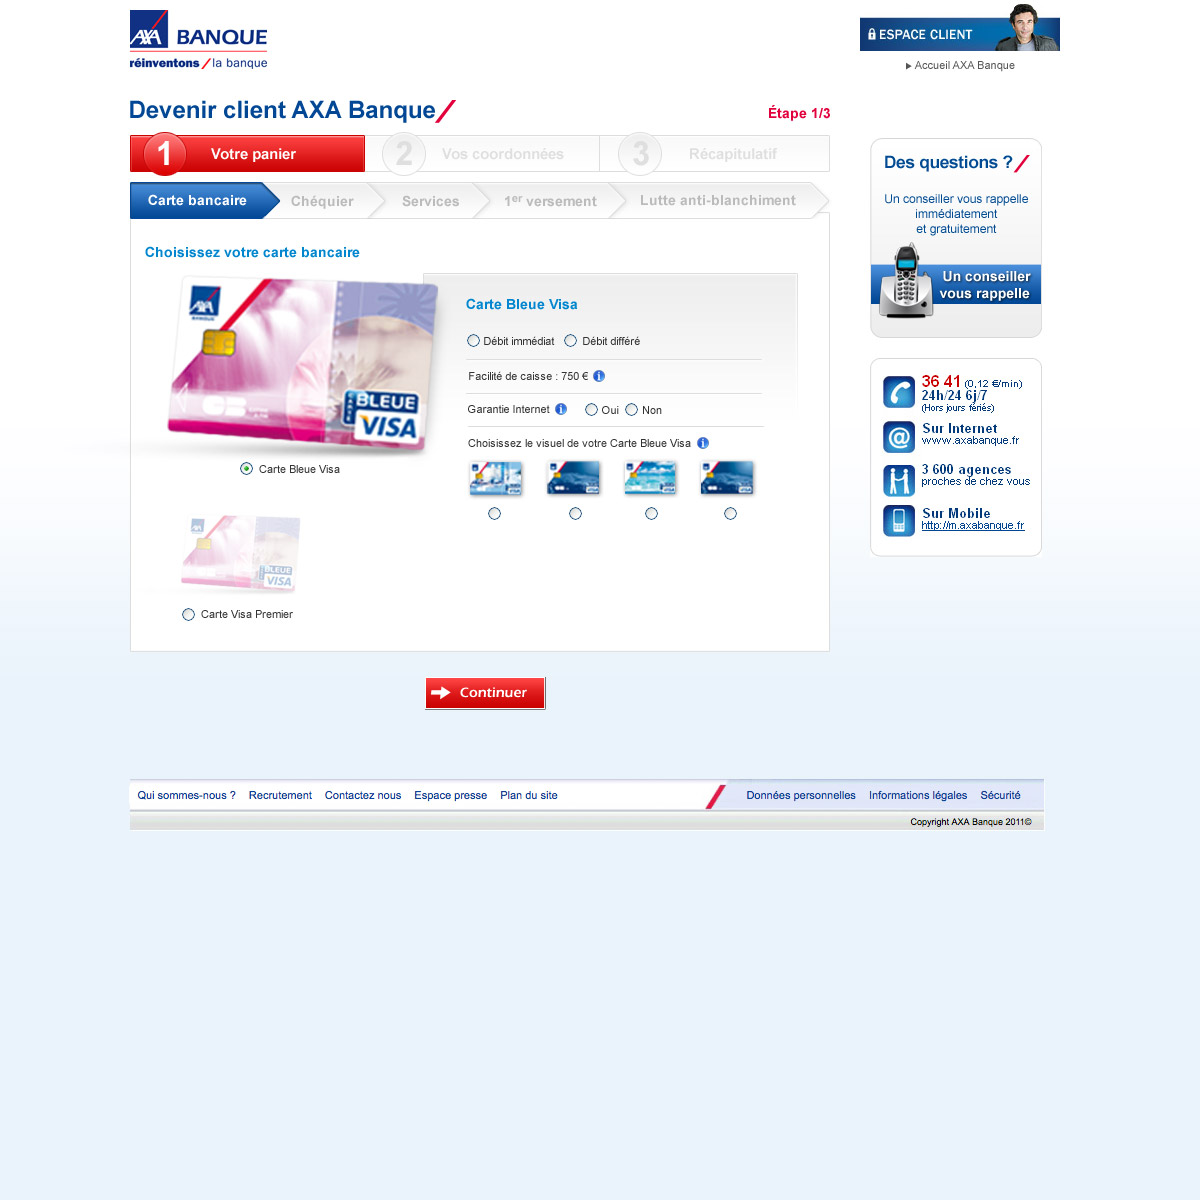 AXA BANQUE
réinventons / la banque
ESPACE CLIENT
Accueil AXA Banque
Devenir client AXA Banque
Étape 1/3
1 Votre panier
2 Vos coordonnées
3 Récapitulatif
Carte bancaire
Chéquier
Services
1er versement
Lutte anti-blanchiment
Choisissez votre carte bancaire
AXA
BANQUE
CARTE
BLEUE
VISA
Carte Bleue Visa
Carte Bleue Visa
Débit immédiat
Débit différé
Facilité de caisse : 750 €
Garantie Internet
Oui
Non
Choisissez le visuel de votre Carte Bleue Visa
AXA
BLEUE
VISA
Carte Visa Premier
Continuer
Des questions ?
Un conseiller vous rappelle
immédiatement
et gratuitement
Un conseiller
vous rappelle
36 41 (0,12 €/min)
24h/24 6j/7
(Hors jours fériés)
Sur Internet
www.axabanque.fr
3 600 agences
proches de chez vous
Sur Mobile
http://m.axabanque.fr
Qui sommes-nous ?
Recrutement
Contactez nous
Espace presse
Plan du site
Données personnelles
Informations légales
Sécurité
Copyright AXA Banque 2011©